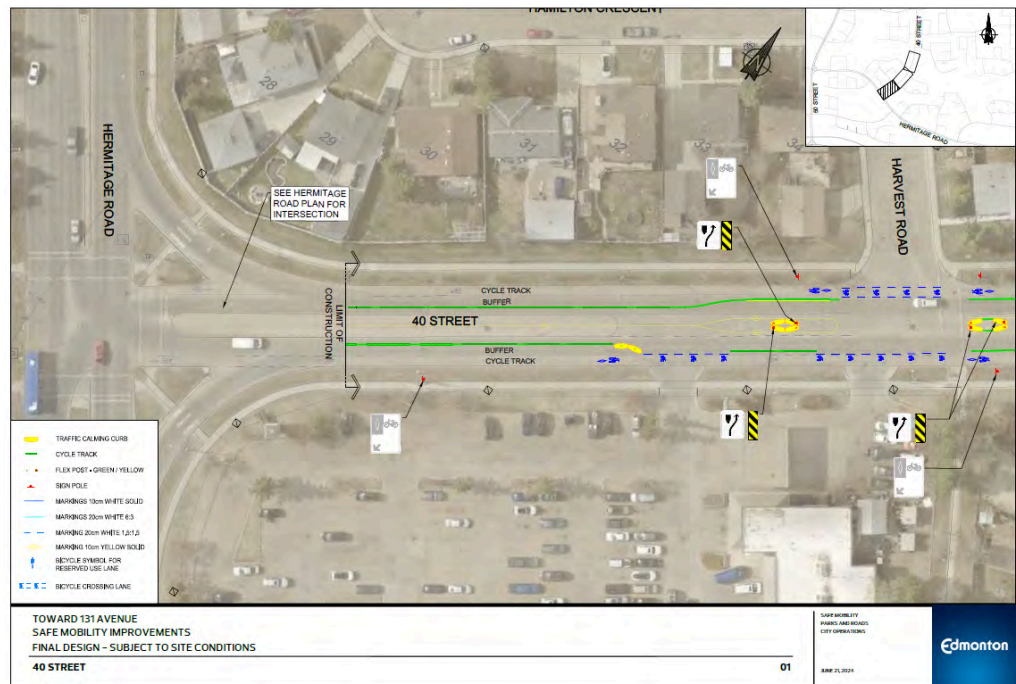 HAMILTON CRESCENT
40 STREET
50 STREET
HERMITAGE ROAD
28
29
30
31
32
33
34
HERMITAGE ROAD
HARVEST ROAD
SEE HERMITAGE
ROAD PLAN FOR
INTERSECTION
LIMIT OF
CONSTRUCTION
CYCLE TRACK
BUFFER
40 STREET
BUFFER
CYCLE TRACK
TRAFFIC CALMING CURB
CYCLE TRACK
FLEX POST - GREEN / YELLOW
SIGN POLE
MARKINGS 10cm WHITE SOLID
MARKINGS 20cm WHITE 6:3
MARKING 20cm WHITE 1,5:1,5
MARKING 10cm YELLOW SOLID
BICYCLE SYMBOL FOR
RESERVED USE LANE
BICYCLE CROSSING LANE
TOWARD 131 AVENUE
SAFE MOBILITY IMPROVEMENTS
FINAL DESIGN – SUBJECT TO SITE CONDITIONS
40 STREET
01
SAFE MOBILITY
PARKS AND ROADS
CITY OPERATIONS
JUNE 21, 2024
Edmonton